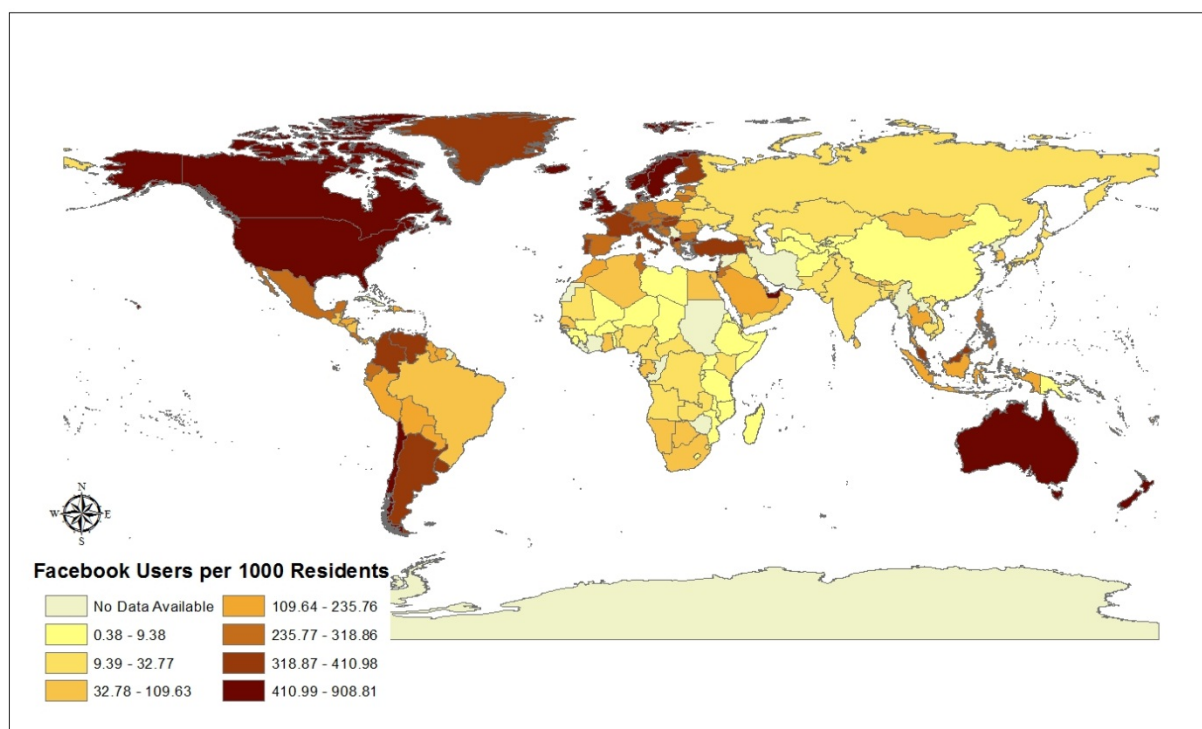 N
W E
S
Facebook Users per 1000 Residents
No Data Available
0.38 - 9.38
9.39 - 32.77
32.78 - 109.63
109.64 - 235.76
235.77 - 318.86
318.87 - 410.98
410.99 - 908.81